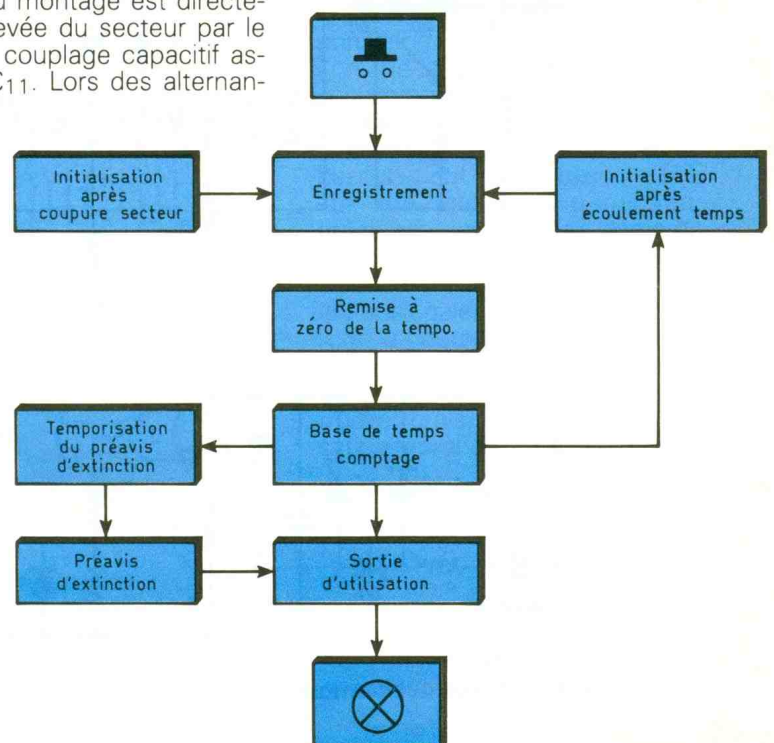 u montage est directe-
evée du secteur par le
couplage capacitif as-
C11. Lors des alternan-
Initialisation
après
coupure secteur
Enregistrement
Initialisation
après
écoulement temps
Remise à
zéro de la tempo.
Temporisation
du préavis
d'extinction
Base de temps
comptage
Préavis
d'extinction
Sortie
d'utilisation